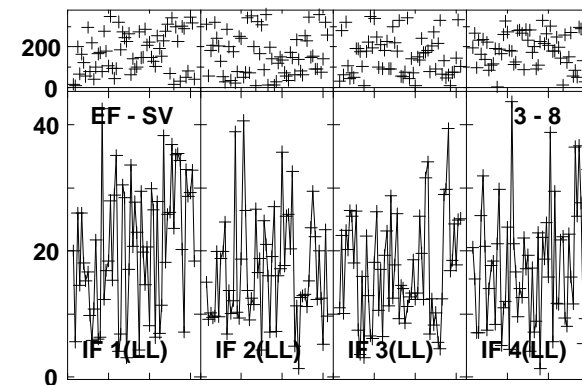 200
0
EF - SV
3 - 8
40
20
0
IF 1(LL)
IF 2(LL)
IF 3(LL)
IF 4(LL)